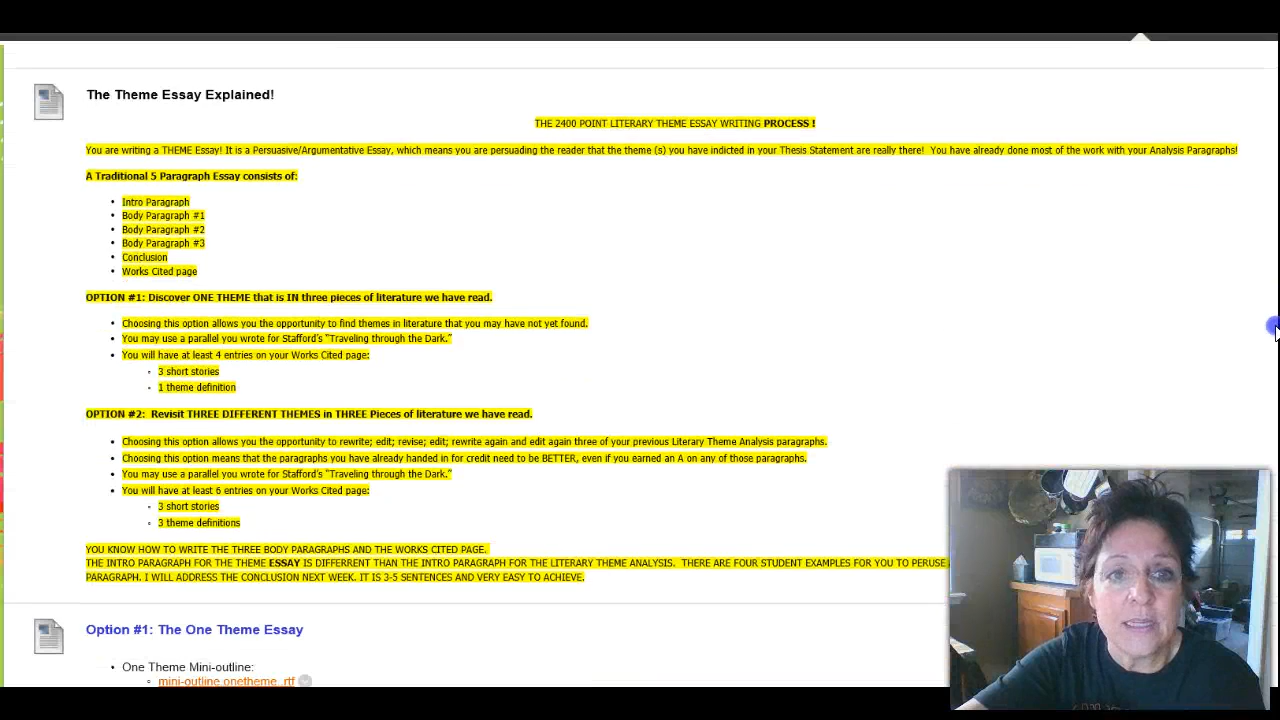 The Theme Essay Explained!
THE 2400 POINT LITERARY THEME ESSAY WRITING PROCESS !
You are writing a THEME Essay! It is a Persuasive/Argumentative Essay, which means you are persuading the reader that the theme (s) you have indicted in your Thesis Statement are really there! You have already done most of the work with your Analysis Paragraphs!
A Traditional 5 Paragraph Essay consists of:
• Intro Paragraph
• Body Paragraph #1
• Body Paragraph #2
• Body Paragraph #3
• Conclusion
• Works Cited page
OPTION #1: Discover ONE THEME that is IN three pieces of literature we have read.
• Choosing this option allows you the opportunity to find themes in literature that you may have not yet found.
• You may use a parallel you wrote for Stafford's "Traveling through the Dark."
• You will have at least 4 entries on your Works Cited page:
◦ 3 short stories
◦ 1 theme definition
OPTION #2: Revisit THREE DIFFERENT THEMES in THREE Pieces of literature we have read.
• Choosing this option allows you the opportunity to rewrite; edit; revise; edit; rewrite again and edit again three of your previous Literary Theme Analysis paragraphs.
• Choosing this option means that the paragraphs you have already handed in for credit need to be BETTER, even if you earned an A on any of those paragraphs.
• You may use a parallel you wrote for Stafford's "Traveling through the Dark."
• You will have at least 6 entries on your Works Cited page:
◦ 3 short stories
◦ 3 theme definitions
YOU KNOW HOW TO WRITE THE THREE BODY PARAGRAPHS AND THE WORKS CITED PAGE.
THE INTRO PARAGRAPH FOR THE THEME ESSAY IS DIFFERRENT THAN THE INTRO PARAGRAPH FOR THE LITERARY THEME ANALYSIS. THERE ARE FOUR STUDENT EXAMPLES FOR YOU TO PERUSE
PARAGRAPH. I WILL ADDRESS THE CONCLUSION NEXT WEEK. IT IS 3-5 SENTENCES AND VERY EASY TO ACHIEVE.
Option #1: The One Theme Essay
• One Theme Mini-outline:
◦ mini-outline.onetheme..rtf